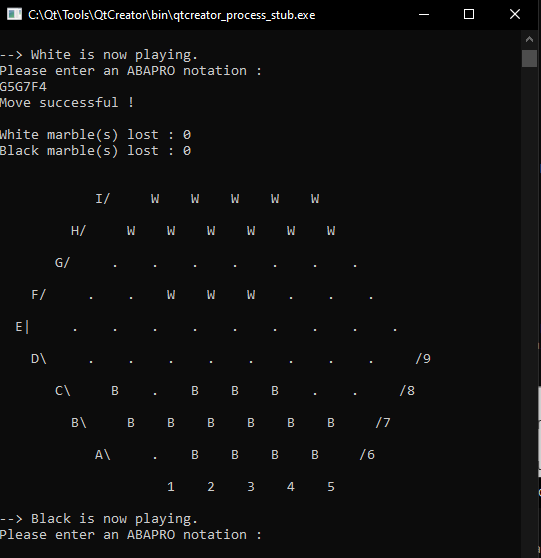 C:\Qt\Tools\QtCreator\bin\qtcreator_process_stub.exe
--> White is now playing.
Please enter an ABAPRO notation :
G5G7F4
Move successful !
White marble(s) lost : 0
Black marble(s) lost : 0
I/ W W W W W
H/ W W W W W W
G/ . . . . . . .
F/ . . W W W . . .
E| . . . . . . . . .
D\ . . . . . . . . /9
C\ B . B B B . . /8
B\ B B B B B B /7
A\ . B B B B /6
1 2 3 4 5
--> Black is now playing.
Please enter an ABAPRO notation :